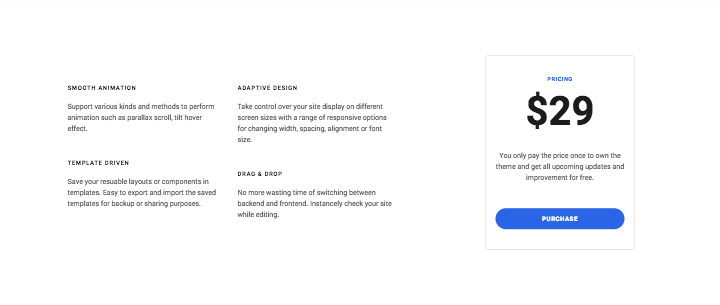 SMOOTH ANIMATION
Support various kinds and methods to perform
animation such as parallax scroll, tilt hover
effect.
TEMPLATE DRIVEN
Save your resuable layouts or components in
templates. Easy to export and import the saved
templates for backup or sharing purposes.
ADAPTIVE DESIGN
Take control over your site display on different
screen sizes with a range of responsive options
for changing width, spacing, alignment or font
size.
DRAG & DROP
No more wasting time of switching between
backend and frontend. Instancely check your site
while editing.
PRICING
$29
You only pay the price once to own the
theme and get all upcoming updates and
improvement for free.
PURCHASE